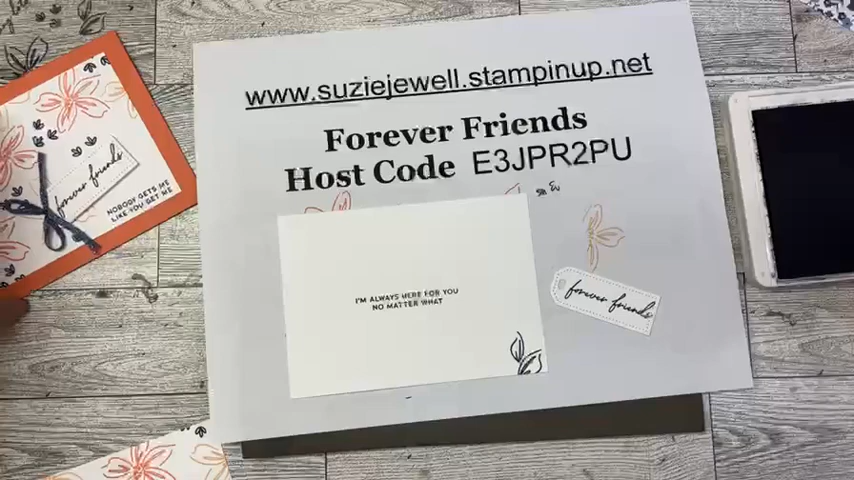 www.suziejewell.stampinup.net
Forever Friends
Host Code E3JPR2PU
forever friends
NOBODY GETS ME
LIKE YOU GET ME
I'M ALWAYS HERE FOR YOU
NO MATTER WHAT
forever friends